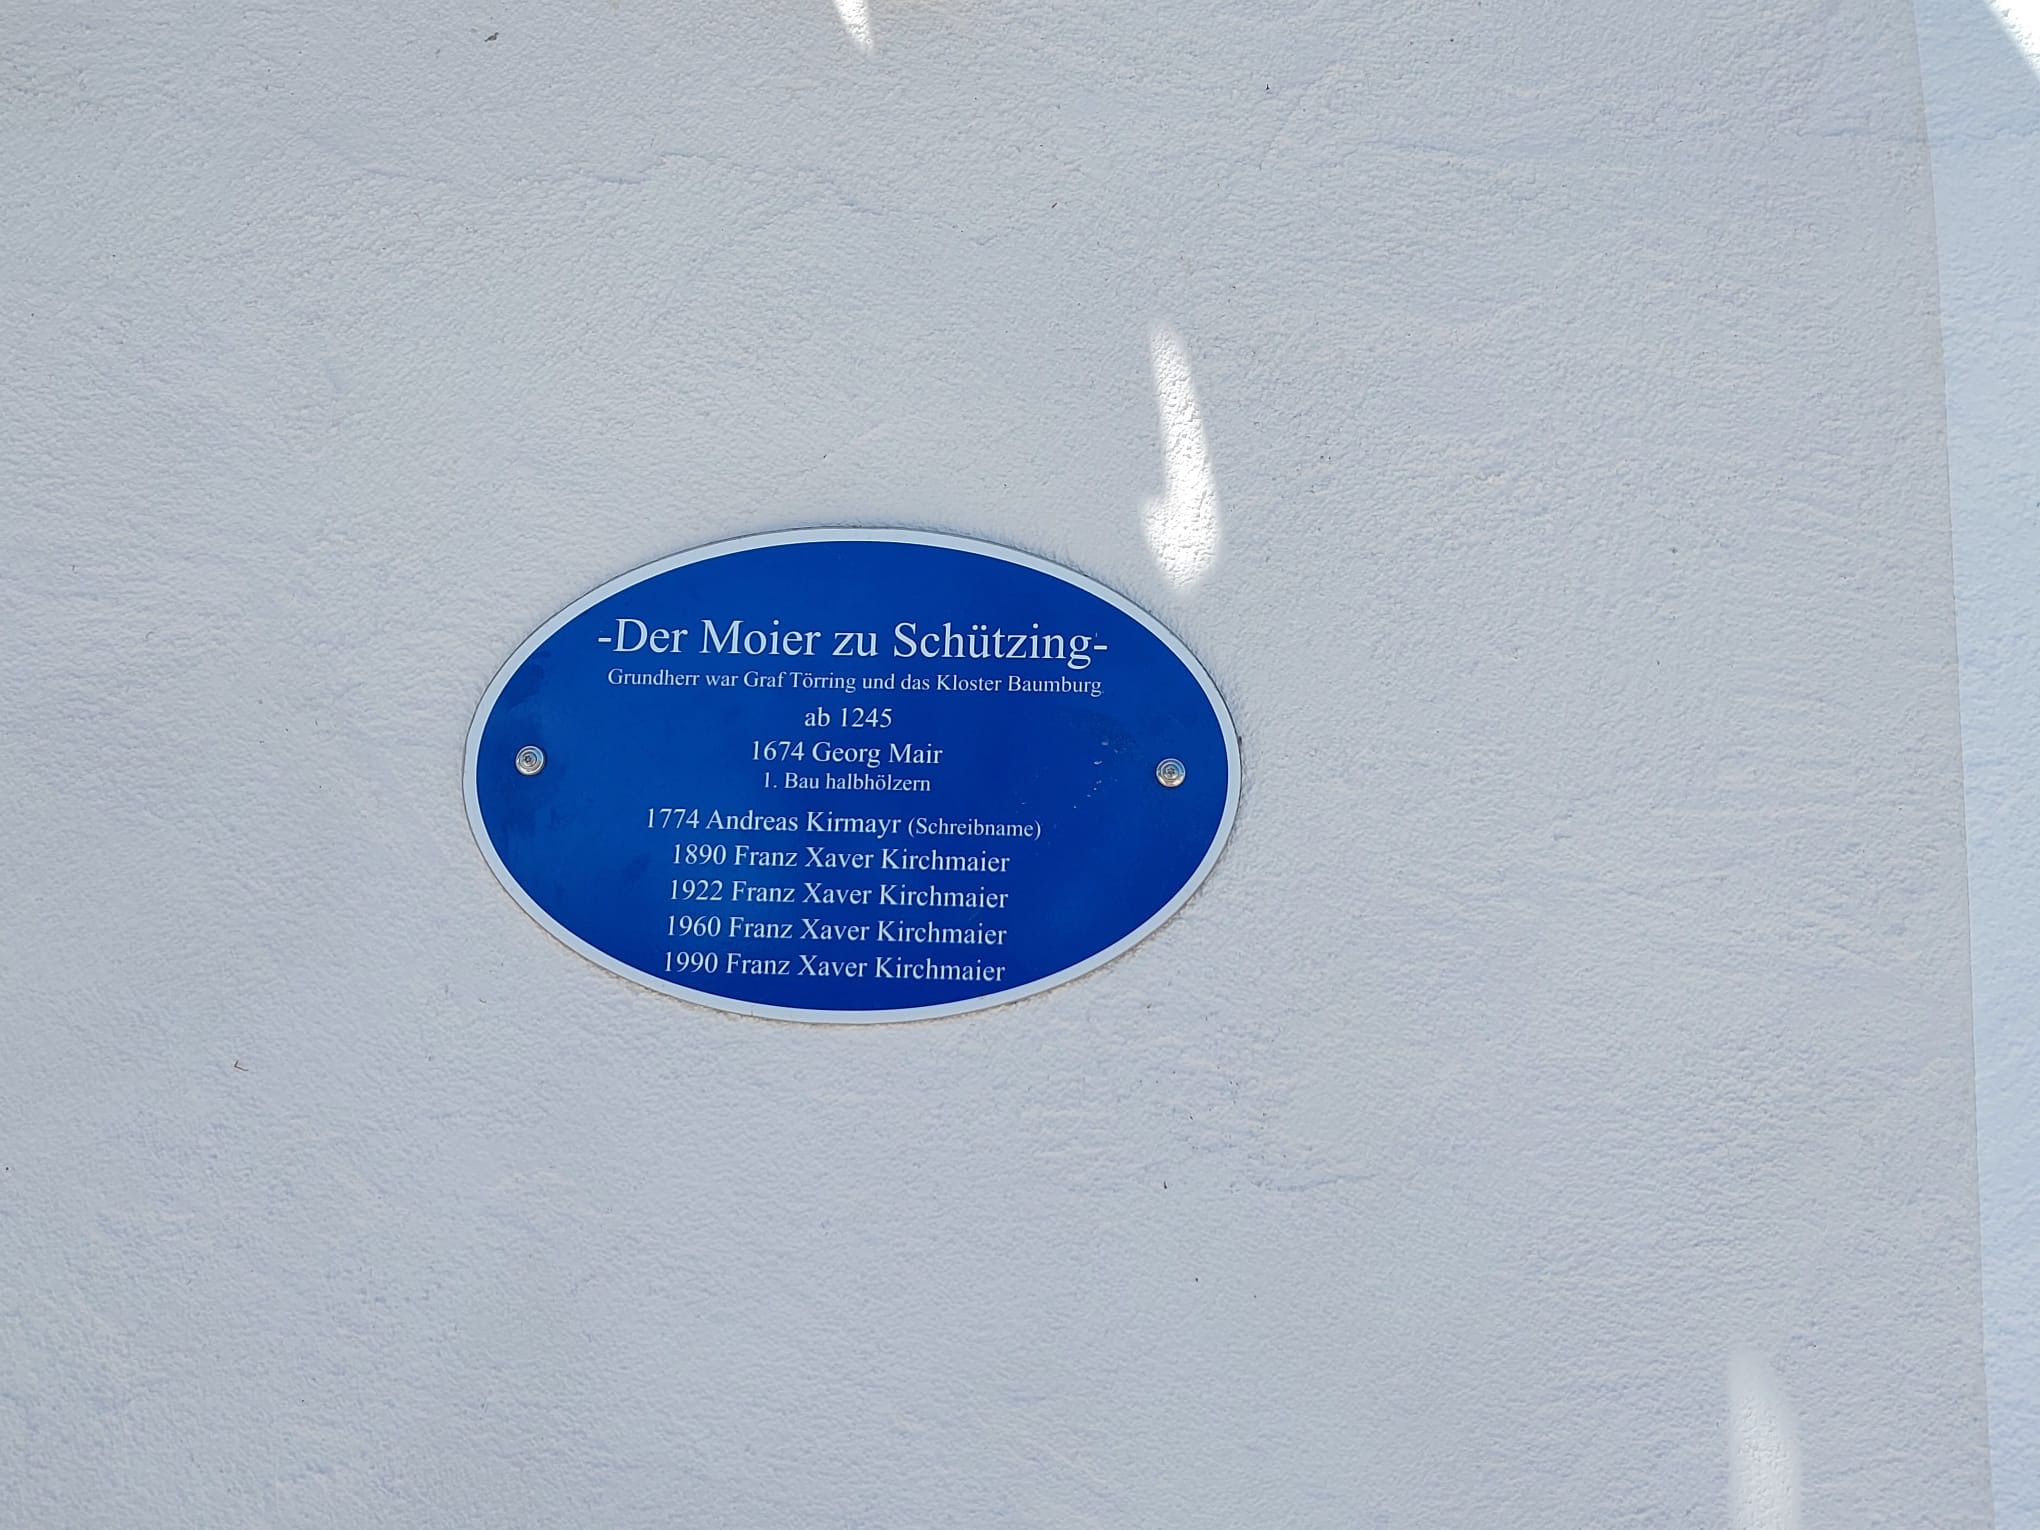 -Der Moier zu Schützing-
Grundherr war Graf Törring und das Kloster Baumburg
ab 1245
1674 Georg Mair
1. Bau halbhölzern
1774 Andreas Kirmayr (Schreibname)
1890 Franz Xaver Kirchmaier
1922 Franz Xaver Kirchmaier
1960 Franz Xaver Kirchmaier
1990 Franz Xaver Kirchmaier